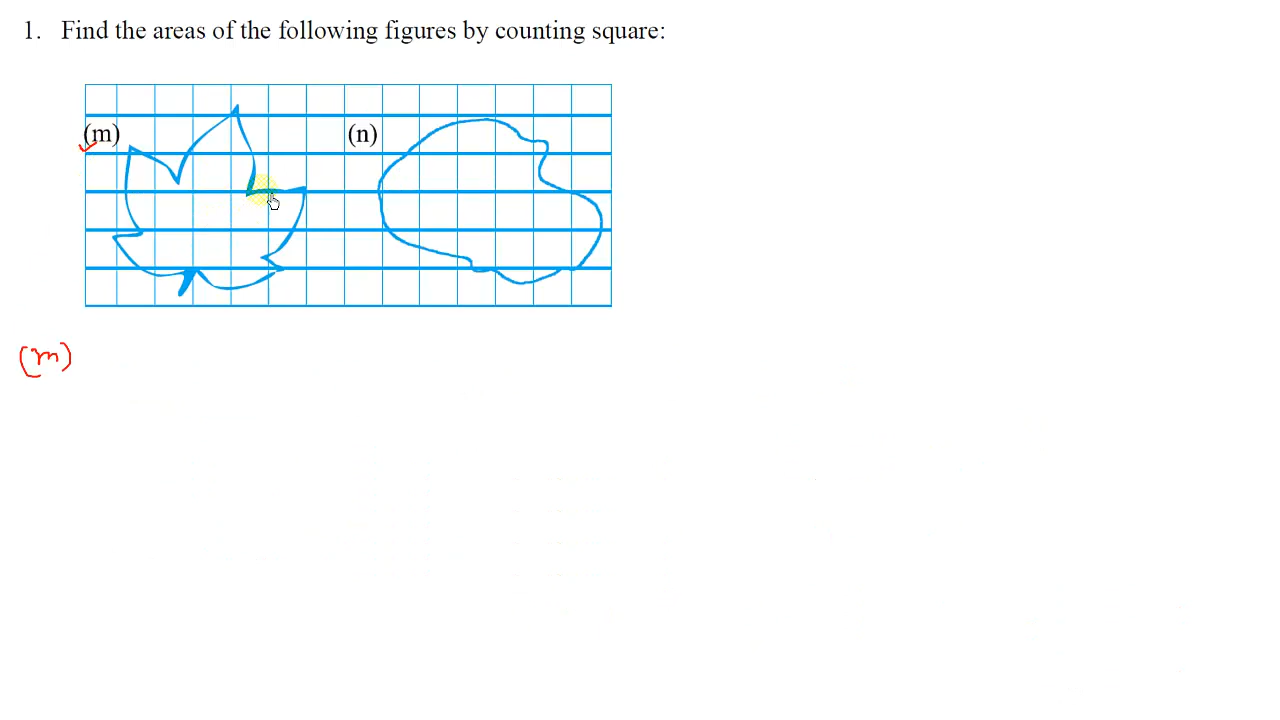 1. Find the areas of the following figures by counting square:
(m) (n)
(m)